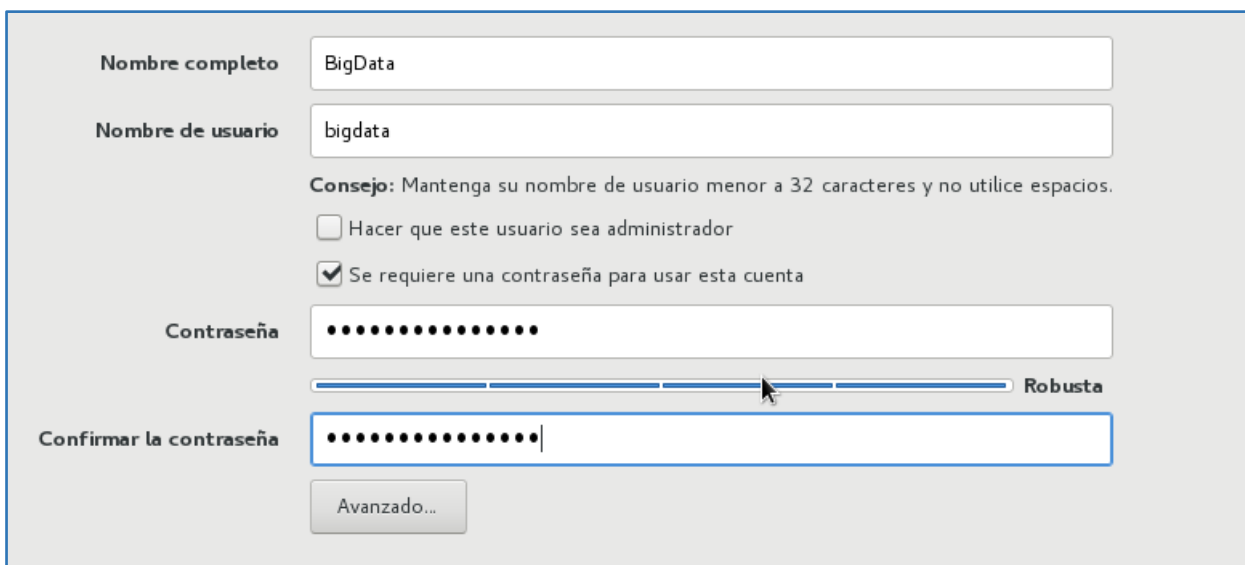 Nombre completo BigData
Nombre de usuario bigdata
Consejo: Mantenga su nombre de usuario menor a 32 caracteres y no utilice espacios.
Hacer que este usuario sea administrador
Se requiere una contraseña para usar esta cuenta
Contraseña •••••••••••••••
Robusta
Confirmar la contraseña •••••••••••••••
Avanzado...